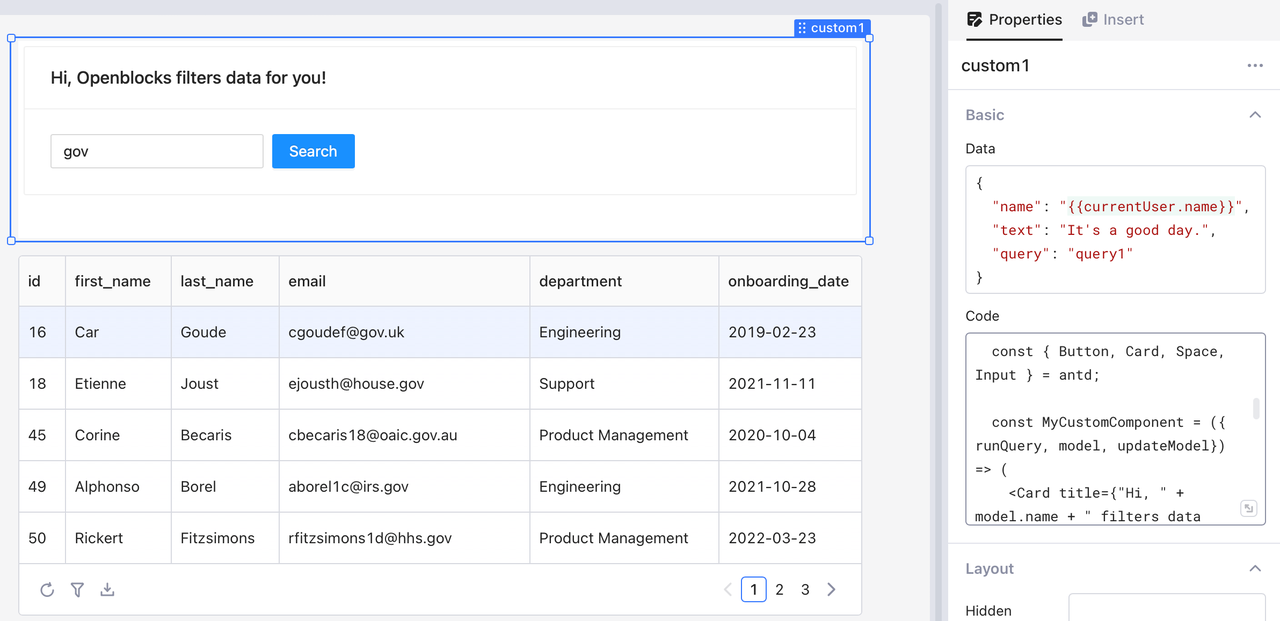 custom1
Hi, Openblocks filters data for you!
gov
Search
id first_name last_name email department onboarding_date
16 Car Goude cgoudef@gov.uk Engineering 2019-02-23
18 Etienne Joust ejousth@house.gov Support 2021-11-11
45 Corine Becaris cbecaris18@oaic.gov.au Product Management 2020-10-04
49 Alphonso Borel aborel1c@irs.gov Engineering 2021-10-28
50 Rickert Fitzsimons rfitzsimons1d@hhs.gov Product Management 2022-03-23
1 2 3
Properties Insert
custom1
Basic
Data
{
"name": "{{currentUser.name}}",
"text": "It's a good day.",
"query": "query1"
}
Code
const { Button, Card, Space,
Input } = antd;
const MyCustomComponent = ({
runQuery, model, updateModel})
=> (
<Card title={"Hi, " +
model.name + " filters data
Layout
Hidden